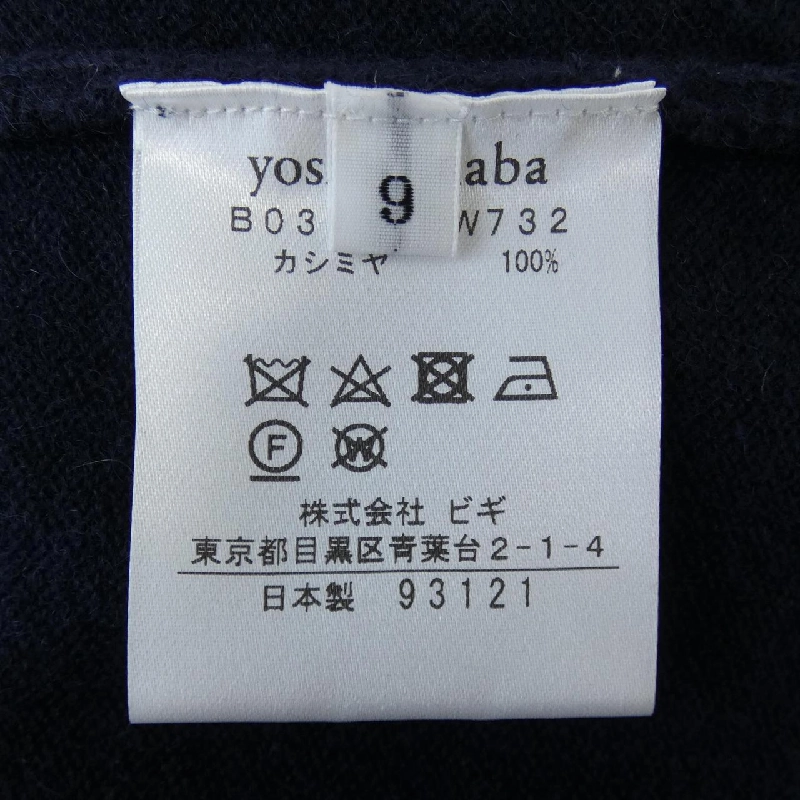 yos aba
9
B03 W732
カシミヤ 100%
F W
株式会社 ビギ
東京都目黒区青葉台2-1-4
日本製 93121